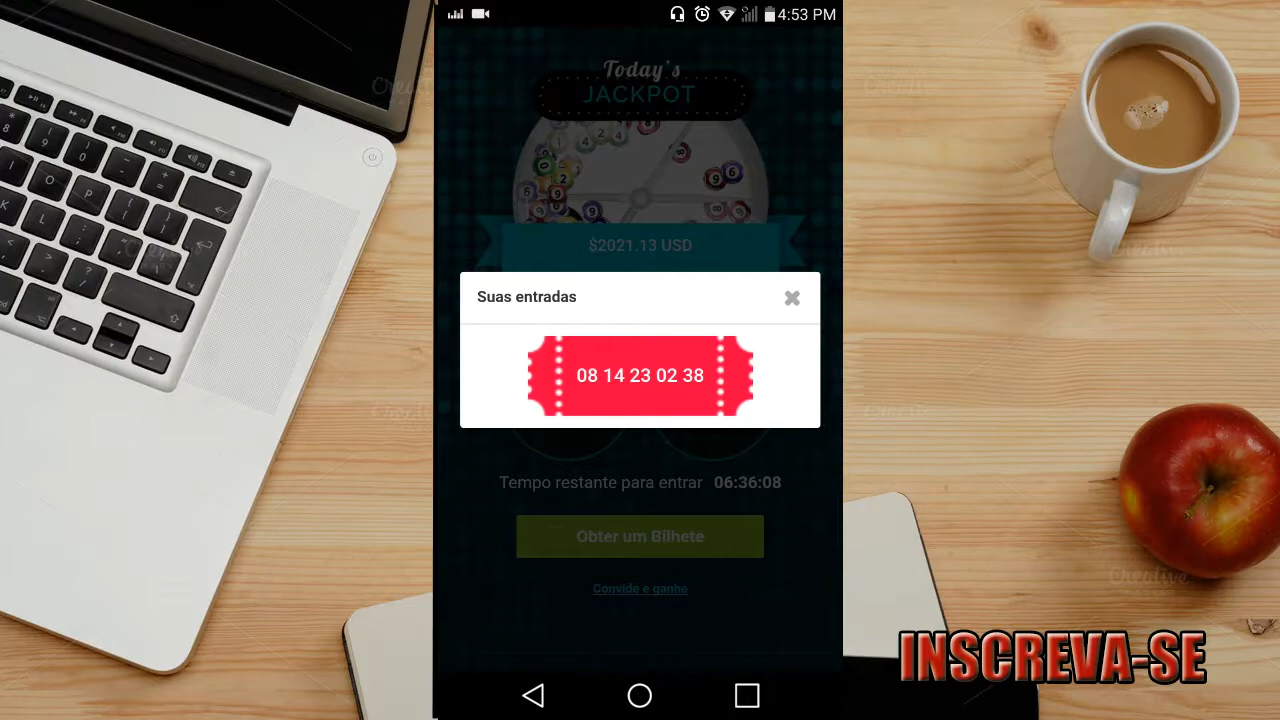 4:53 PM
Today's
JACKPOT
$2021.13 USD
Suas entradas
08 14 23 02 38
Tempo restante para entrar 06:36:08
Obter um Bilhete
Convide e ganhe
INSCREVA-SE